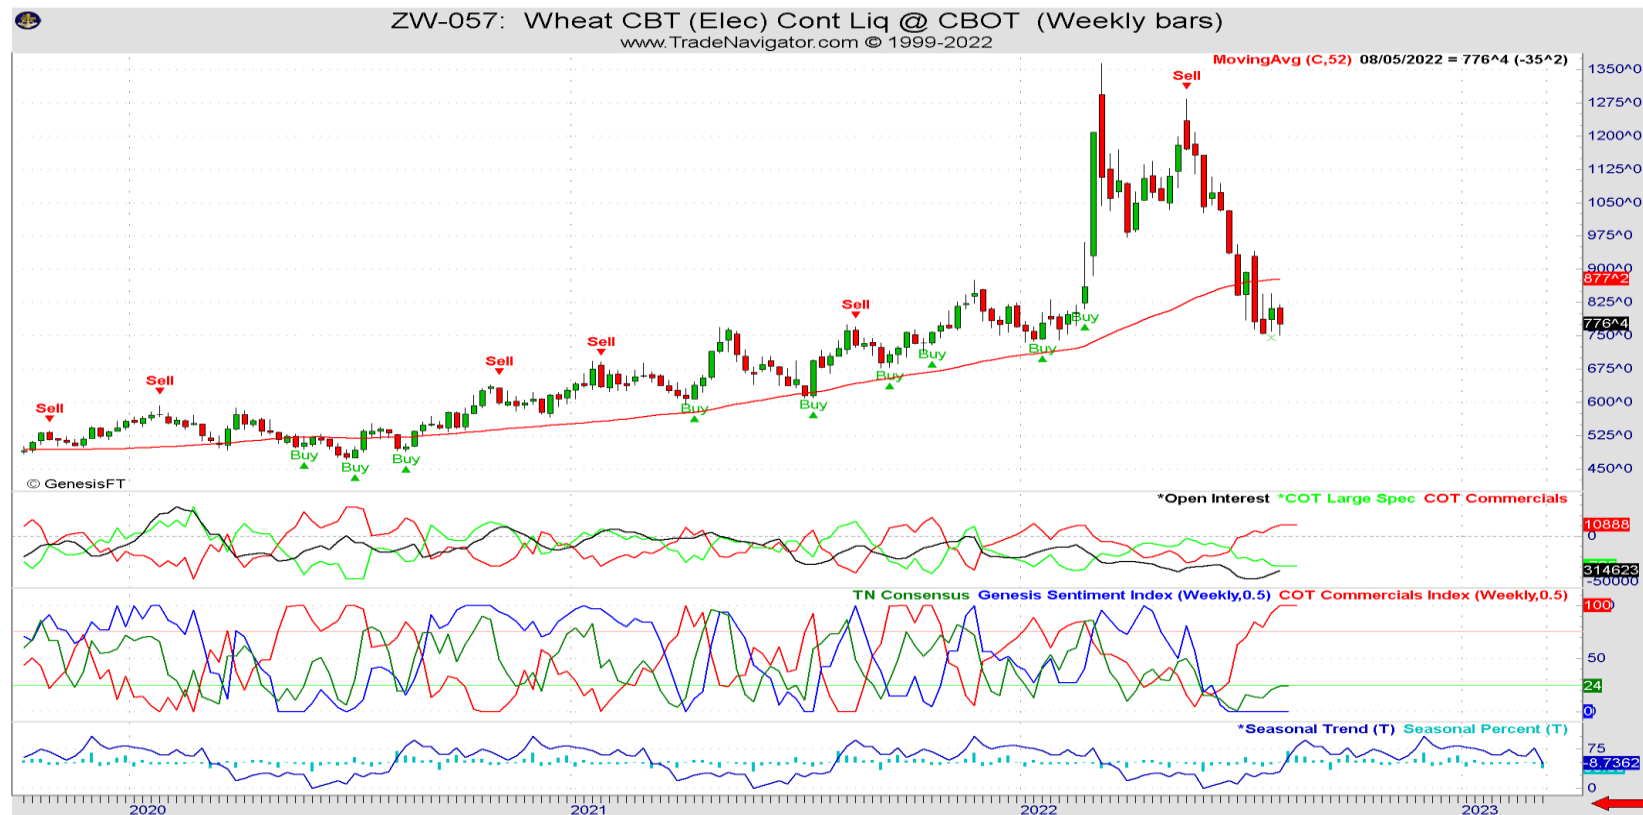 ZW-057: Wheat CBT (Elec) Cont Liq @ CBOT (Weekly bars)
www.TradeNavigator.com © 1999-2022
MovingAvg (C,52) 08/05/2022 = 776^4 (-35^2)
1350^0
1275^0
1200^0
1125^0
1050^0
975^0
900^0
877^2
825^0
776^4
750^0
675^0
600^0
525^0
450^0
Sell
Sell
Sell
Sell
Sell
Sell
Buy
Buy
Buy
Buy
Buy
Buy
Buy
Buy
Buy
© GenesisFT
*Open Interest *COT Large Spec COT Commercials
10888
0
314623
-50000
TN Consensus Genesis Sentiment Index (Weekly,0.5) COT Commercials Index (Weekly,0.5)
100
50
24
0
*Seasonal Trend (T) Seasonal Percent (T)
75
-8.7362
0
2020 2021 2022 2023